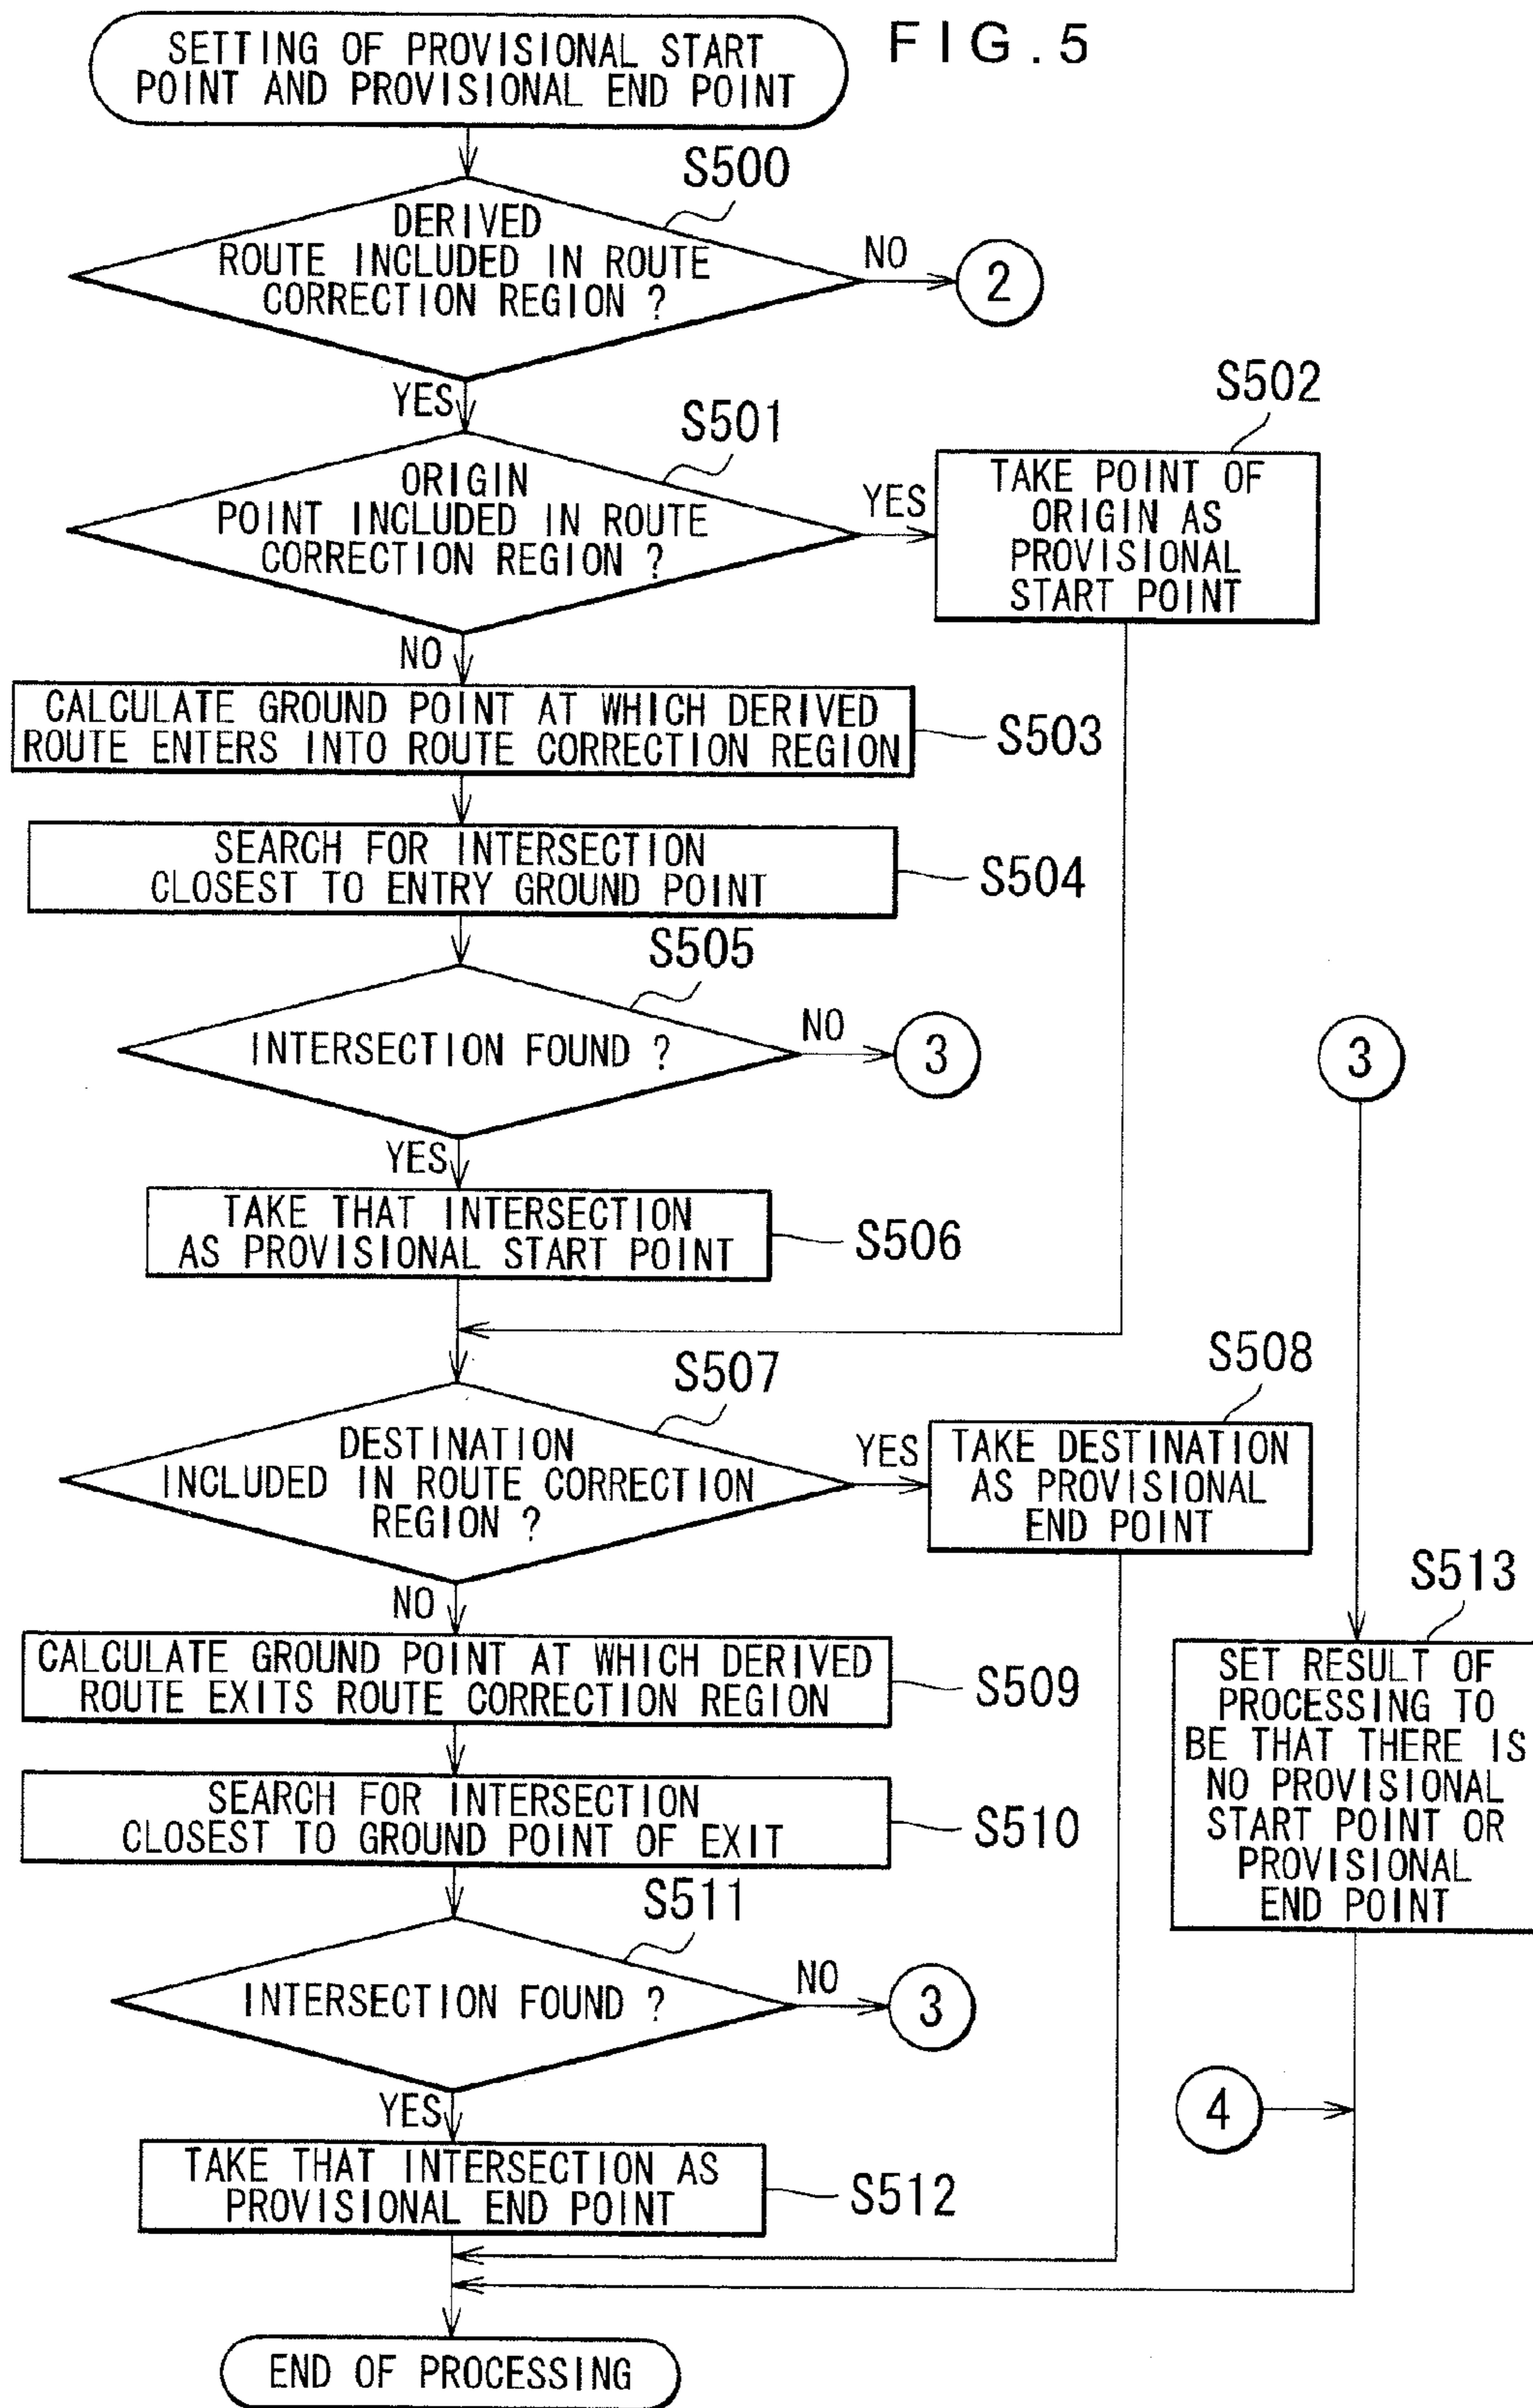 FIG.5
SETTING OF PROVISIONAL START
POINT AND PROVISIONAL END POINT
S500
DERIVED
ROUTE INCLUDED IN ROUTE
CORRECTION REGION ?
NO
2
YES
S501
ORIGIN
POINT INCLUDED IN ROUTE
CORRECTION REGION ?
YES
S502
TAKE POINT OF
ORIGIN AS
PROVISIONAL
START POINT
NO
CALCULATE GROUND POINT AT WHICH DERIVED
ROUTE ENTERS INTO ROUTE CORRECTION REGION
S503
SEARCH FOR INTERSECTION
CLOSEST TO ENTRY GROUND POINT
S504
S505
INTERSECTION FOUND ?
NO
3
3
YES
TAKE THAT INTERSECTION
AS PROVISIONAL START POINT
S506
S507
DESTINATION
INCLUDED IN ROUTE CORRECTION
REGION ?
YES
S508
TAKE DESTINATION
AS PROVISIONAL
END POINT
NO
CALCULATE GROUND POINT AT WHICH DERIVED
ROUTE EXITS ROUTE CORRECTION REGION
S509
S513
SET RESULT OF
PROCESSING TO
BE THAT THERE IS
NO PROVISIONAL
START POINT OR
PROVISIONAL
END POINT
SEARCH FOR INTERSECTION
CLOSEST TO GROUND POINT OF EXIT
S510
S511
INTERSECTION FOUND ?
NO
3
4
YES
TAKE THAT INTERSECTION AS
PROVISIONAL END POINT
S512
END OF PROCESSING